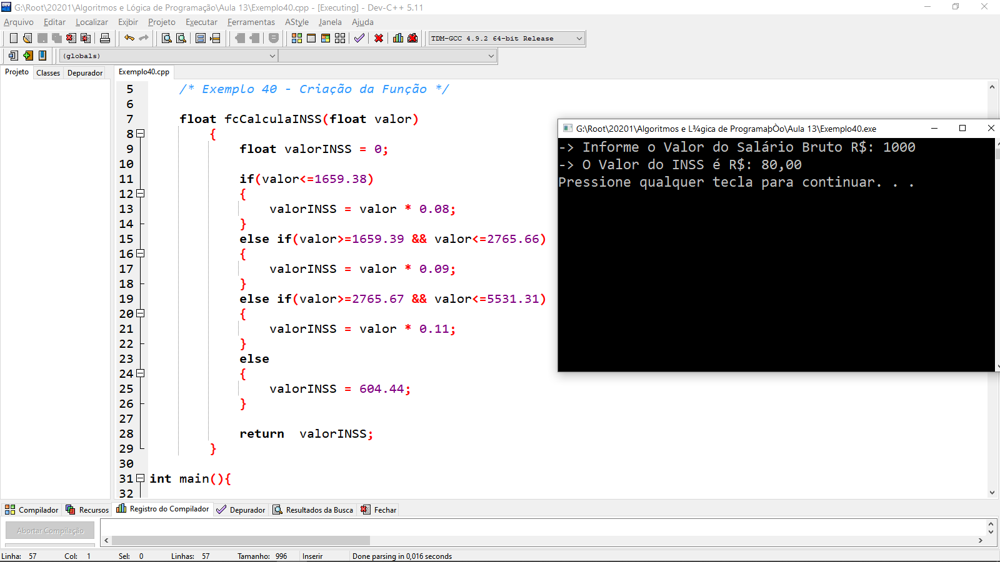 G:\Root\20201\Algoritmos e Lógica de Programação\Aula 13\Exemplo40.cpp - [Executing] - Dev-C++ 5.11
Arquivo Editar Localizar Exibir Projeto Executar Ferramentas AStyle Janela Ajuda
TDM-GCC 4.9.2 64-bit Release
(globals)
Projeto Classes Depurador
Exemplo40.cpp
5 /* Exemplo 40 - Criação da Função */
6
7 float fcCalculaINSS(float valor)
8 {
9 float valorINSS = 0;
10
11 if(valor<=1659.38)
12 {
13 valorINSS = valor * 0.08;
14 }
15 else if(valor>=1659.39 && valor<=2765.66)
16 {
17 valorINSS = valor * 0.09;
18 }
19 else if(valor>=2765.67 && valor<=5531.31)
20 {
21 valorINSS = valor * 0.11;
22 }
23 else
24 {
25 valorINSS = 604.44;
26 }
27
28 return valorINSS;
29 }
30
31 int main(){
32
G:\Root\20201\Algoritmos e L¾gica de ProgramaþÒo\Aula 13\Exemplo40.exe
-> Informe o Valor do Salário Bruto R$: 1000
-> O Valor do INSS é R$: 80,00
Pressione qualquer tecla para continuar. . .
Compilador Recursos Registro do Compilador Depurador Resultados da Busca Fechar
Abortar Compilação
Linha: 57 Col: 1 Sel: 0 Linhas: 57 Tamanho: 996 Inserir Done parsing in 0,016 seconds